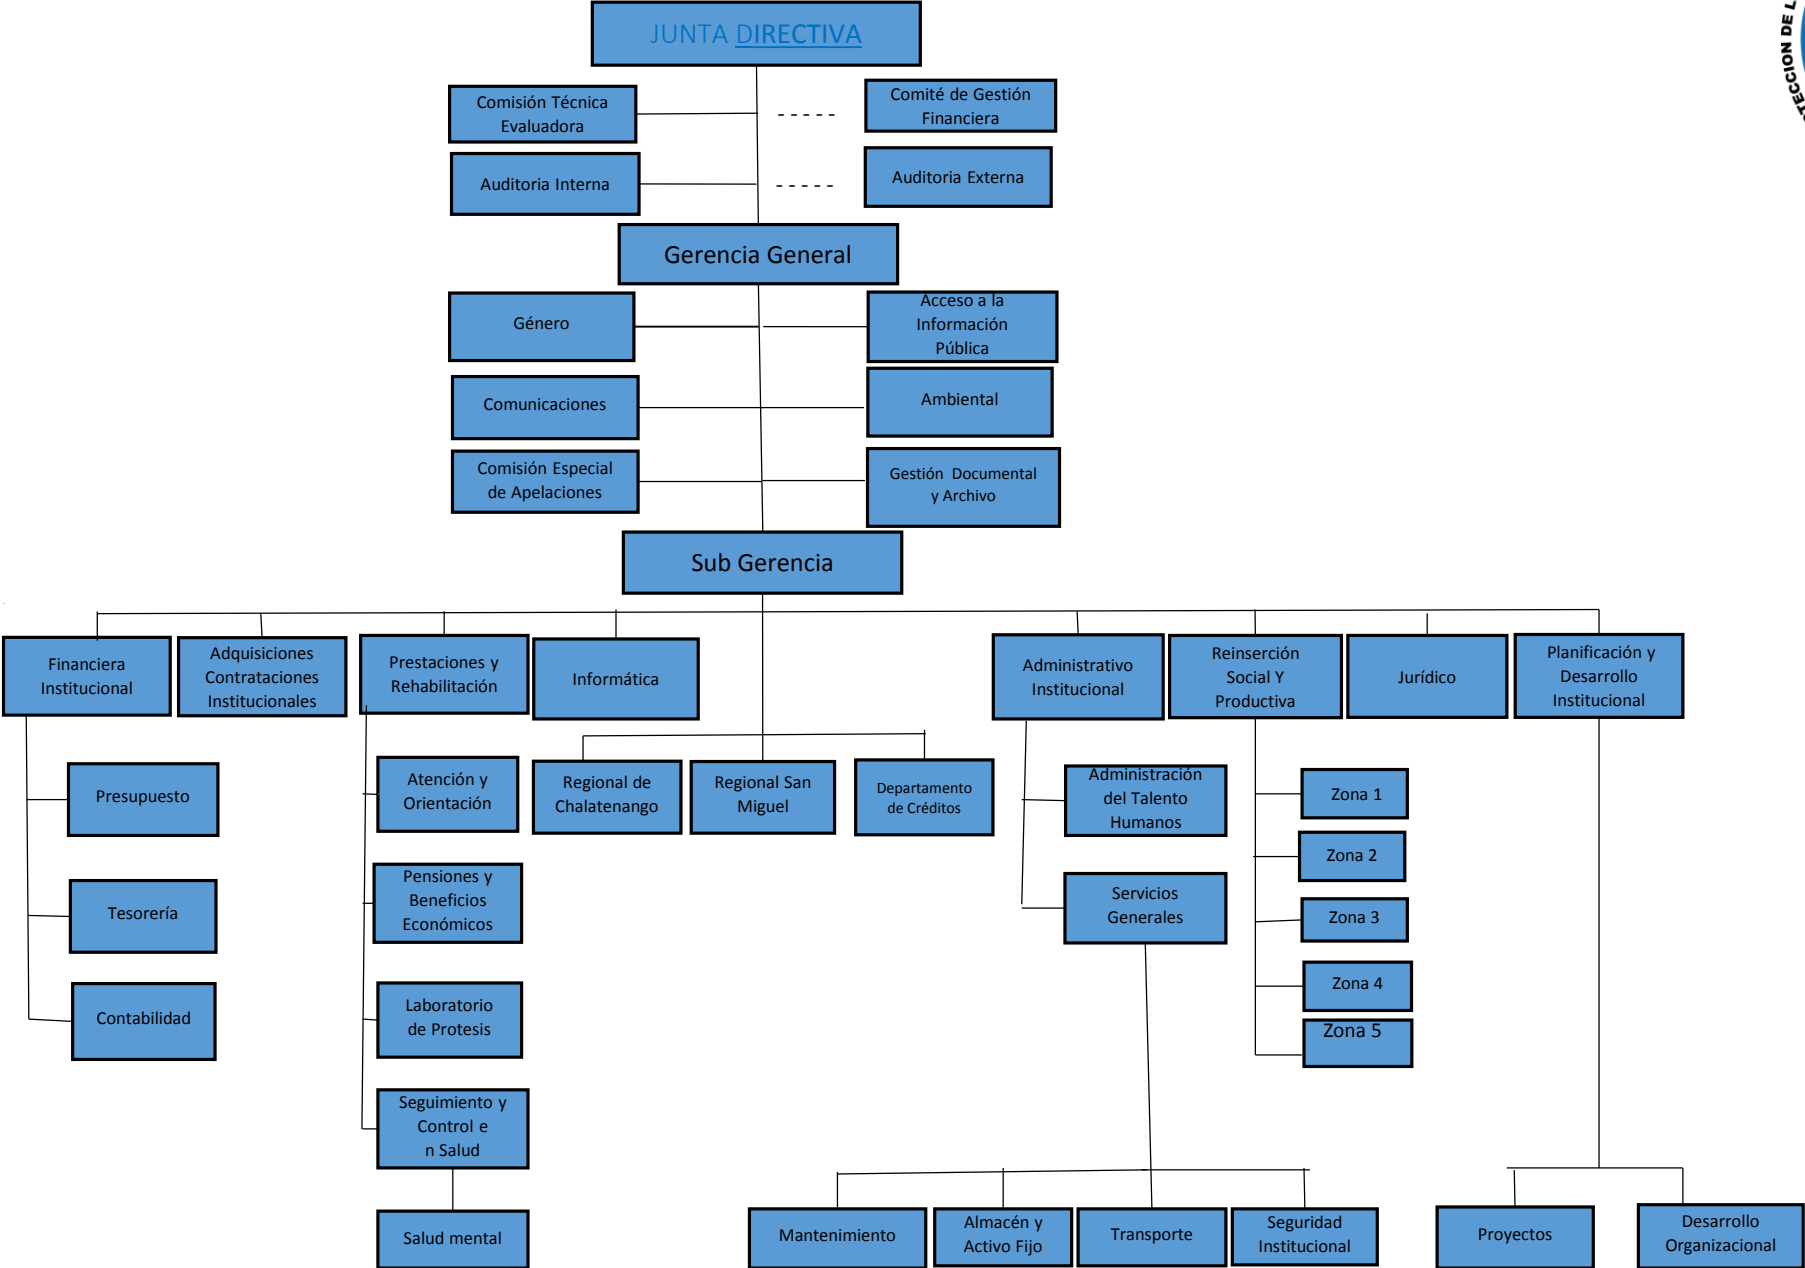 JUNTA DIRECTIVA
TECCION DE L
Comisión Técnica
Evaluadora
Comité de Gestión
Financiera
Auditoria Interna
Auditoria Externa
Gerencia General
Género
Acceso a la
Información
Pública
Comunicaciones
Ambiental
Comisión Especial
de Apelaciones
Gestión Documental
y Archivo
Sub Gerencia
Financiera
Institucional
Adquisiciones
Contrataciones
Institucionales
Prestaciones y
Rehabilitación
Informática
Administrativo
Institucional
Reinserción
Social Y
Productiva
Jurídico
Planificación y
Desarrollo
Institucional
Presupuesto
Atención y
Orientación
Regional de
Chalatenango
Regional San
Miguel
Departamento
de Créditos
Administración
del Talento
Humanos
Zona 1
Zona 2
Tesorería
Pensiones y
Beneficios
Económicos
Servicios
Generales
Zona 3
Zona 4
Contabilidad
Laboratorio
de Protesis
Zona 5
Seguimiento y
Control e
n Salud
Salud mental
Mantenimiento
Almacén y
Activo Fijo
Transporte
Seguridad
Institucional
Proyectos
Desarrollo
Organizacional